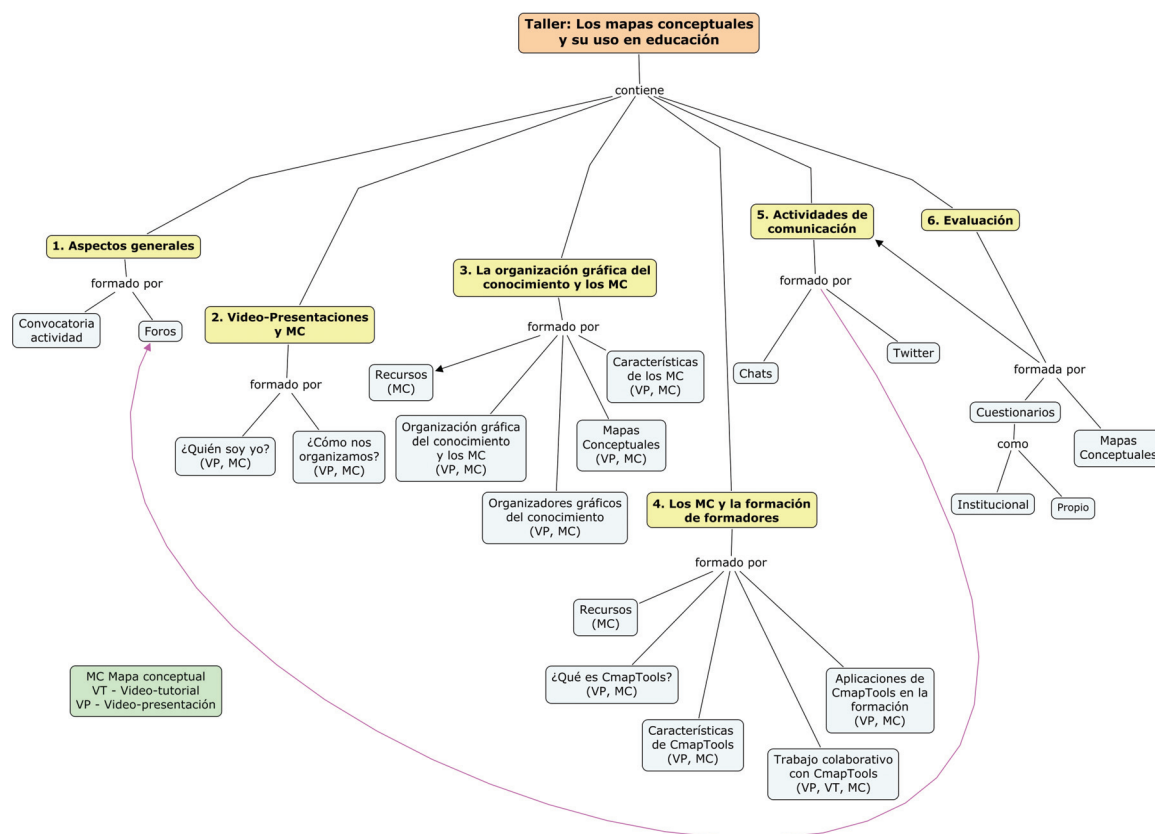 Taller: Los mapas conceptuales
y su uso en educación
contiene
1. Aspectos generales
formado por
Convocatoria
actividad
Foros
2. Video-Presentaciones
y MC
formado por
¿Quién soy yo?
(VP, MC)
¿Cómo nos
organizamos?
(VP, MC)
3. La organización gráfica del
conocimiento y los MC
formado por
Recursos
(MC)
Organización gráfica
del conocimiento
y los MC
(VP, MC)
Organizadores gráficos
del conocimiento
(VP, MC)
Mapas
Conceptuales
(VP, MC)
Características
de los MC
(VP, MC)
4. Los MC y la formación
de formadores
formado por
Recursos
(MC)
¿Qué es CmapTools?
(VP, MC)
Características
de CmapTools
(VP, MC)
Trabajo colaborativo
con CmapTools
(VP, VT, MC)
Aplicaciones de
CmapTools en la
formación
(VP, MC)
5. Actividades de
comunicación
formado por
Chats
Twitter
6. Evaluación
formada por
Cuestionarios
como
Institucional
Propio
Mapas
Conceptuales
MC Mapa conceptual
VT - Video-tutorial
VP - Video-presentación